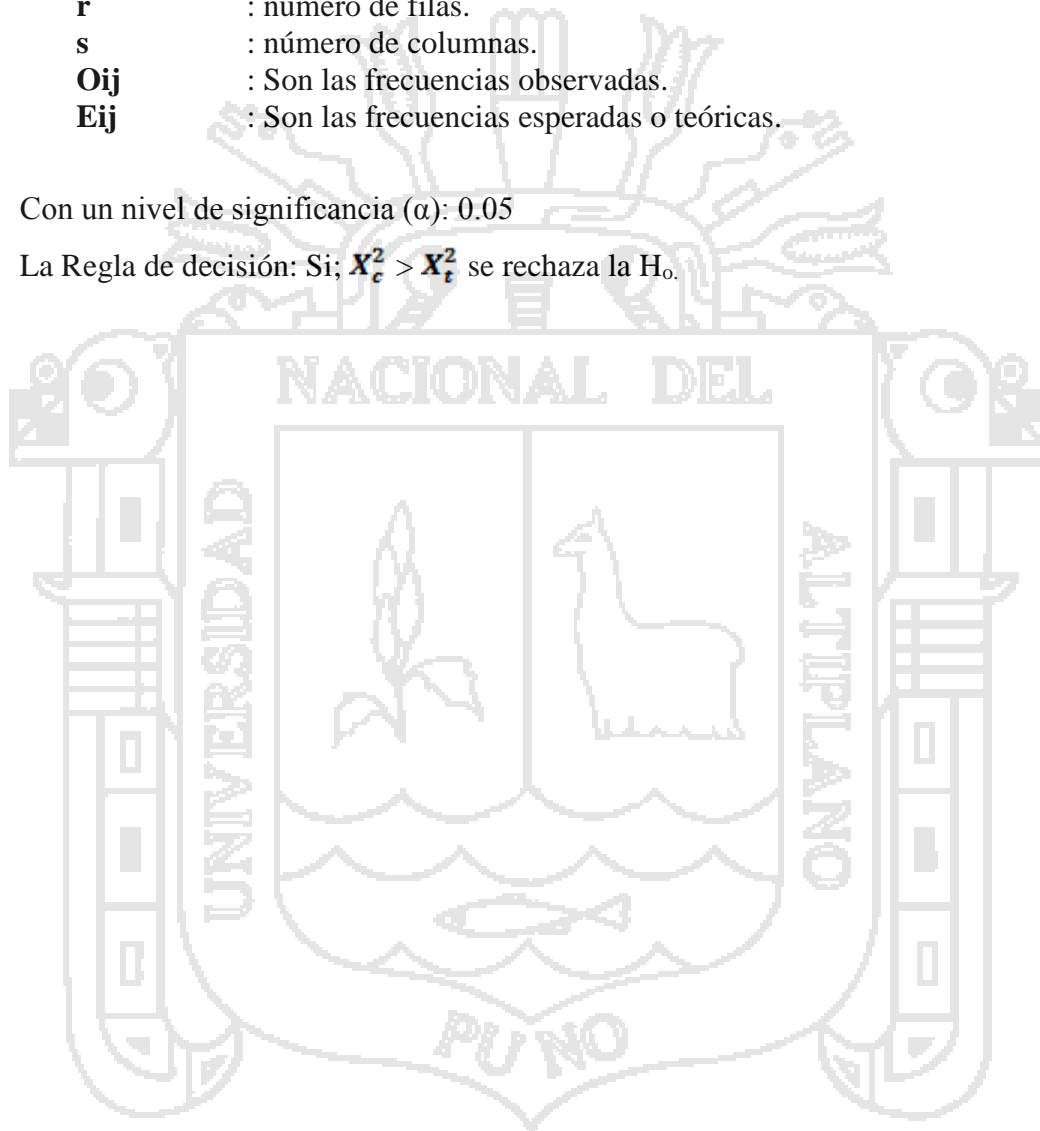 r : número de filas.
s : número de columnas.
Oij : Son las frecuencias observadas.
Eij : Son las frecuencias esperadas o teóricas.
Con un nivel de significancia (α): 0.05
La Regla de decisión: Si; X²c > X²t se rechaza la Ho.
NACIONAL DEL
UNIVERSIDAD
ALTIPLANO
PUNO